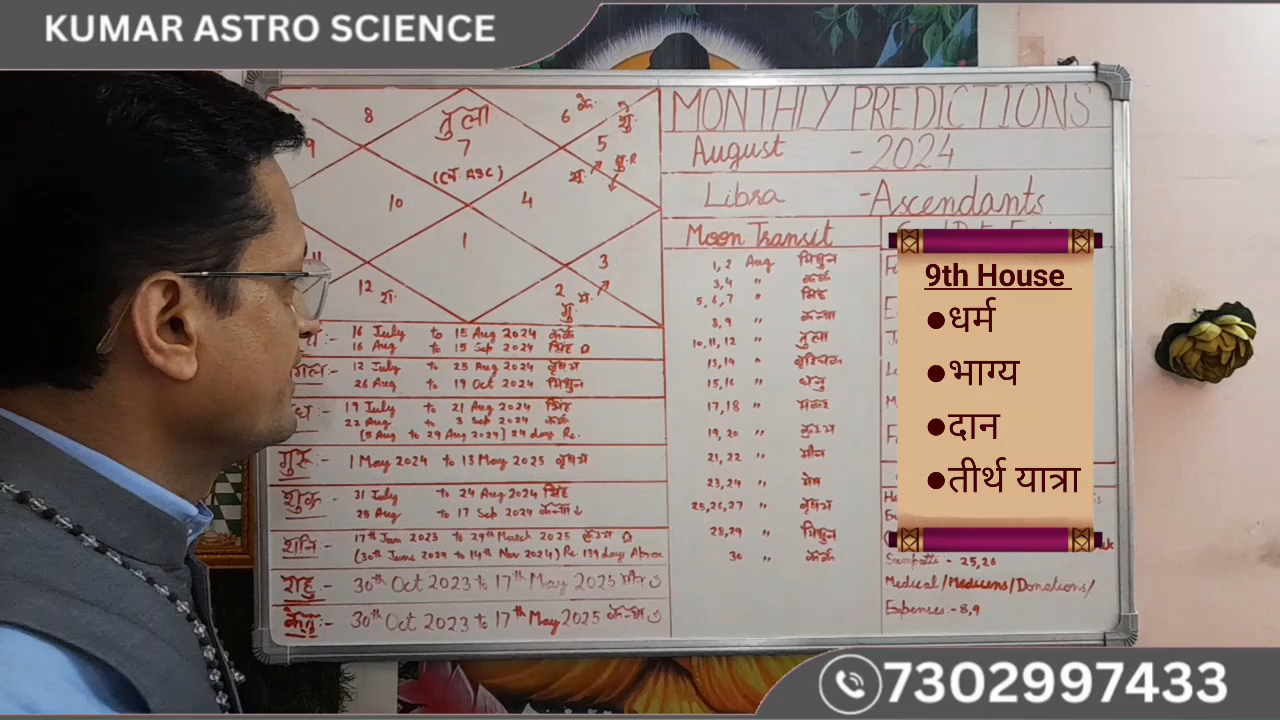 KUMAR ASTRO SCIENCE
8
तुला
6 के.
शु
9
7
5
(लं. ASC)
सू.
बु.R
10
4
1
11
3
12
श.
2
मं.
गु
MONTHLY PREDICTIONS
August - 2024
Libra - Ascendants
Moon Transit
1, 2 Aug मिथुन
3, 4 " कर्क
5, 6, 7 " सिंह
8, 9 " कन्या
10, 11, 12 " तुला
13, 14 " वृश्चिक
15, 16 " धनु
17, 18 " मकर
19, 20 " कुम्भ
21, 22 " मीन
23, 24 " मेष
25, 26, 27 " वृषभ
28, 29 " मिथुन
30 " कर्क
16 July to 15 Aug 2024 कर्क
16 Aug to 15 Sep 2024 सिंह
12 July to 25 Aug 2024 वृषभ
26 Aug to 19 Oct 2024 मिथुन
19 July to 21 Aug 2024 सिंह
22 Aug to 3 Sep 2024 कर्क
[5 Aug to 29 Aug 2024] 24 day Re.
गुरू :- 1 May 2024 to 13 May 2025 वृषभ
शुक्र :- 31 July to 24 Aug 2024 सिंह
25 Aug to 17 Sep 2024 कन्या ↓
शनि :- 17th Jan 2023 to 29th March 2025 कुम्भ
(30th June 2024 to 14th Nov 2024) Re. 139 day
राहु :- 30th Oct 2023 to 17th May 2025 मीन
केतु :- 30th Oct 2023 to 17th May 2025 कन्या
9th House
●धर्म
●भाग्य
●दान
●तीर्थ यात्रा
Sampatti - 25,26
Medical/Medicens/Donations/
Expenses - 8,9
7302997433